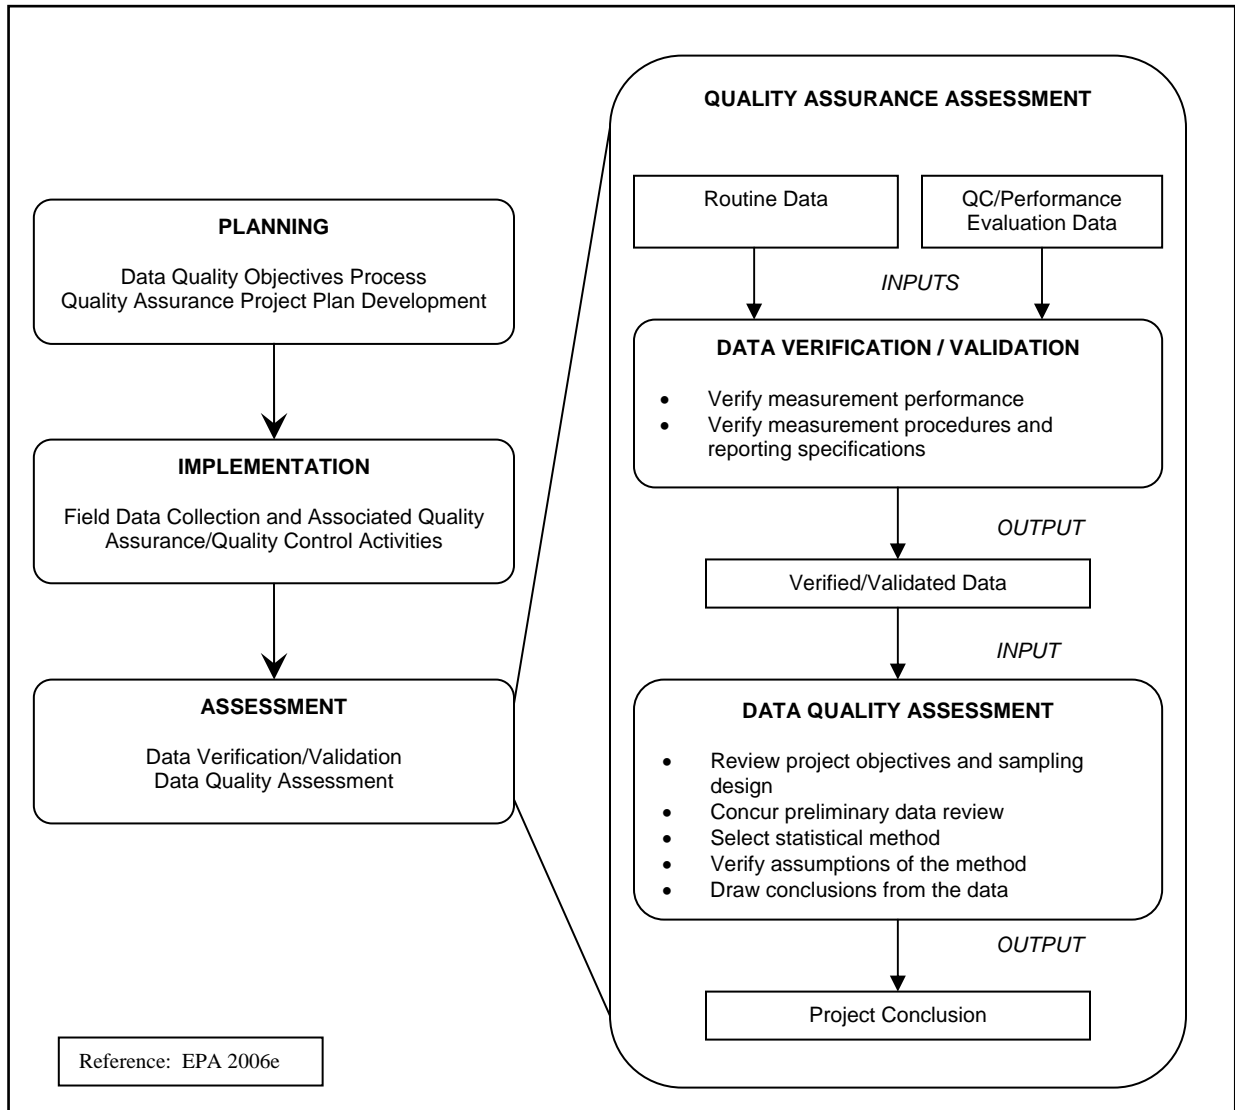 PLANNING
Data Quality Objectives Process
Quality Assurance Project Plan Development
IMPLEMENTATION
Field Data Collection and Associated Quality
Assurance/Quality Control Activities
ASSESSMENT
Data Verification/Validation
Data Quality Assessment
Reference: EPA 2006e
QUALITY ASSURANCE ASSESSMENT
Routine Data
QC/Performance
Evaluation Data
INPUTS
DATA VERIFICATION / VALIDATION
• Verify measurement performance
• Verify measurement procedures and
reporting specifications
OUTPUT
Verified/Validated Data
INPUT
DATA QUALITY ASSESSMENT
• Review project objectives and sampling
design
• Concur preliminary data review
• Select statistical method
• Verify assumptions of the method
• Draw conclusions from the data
OUTPUT
Project Conclusion